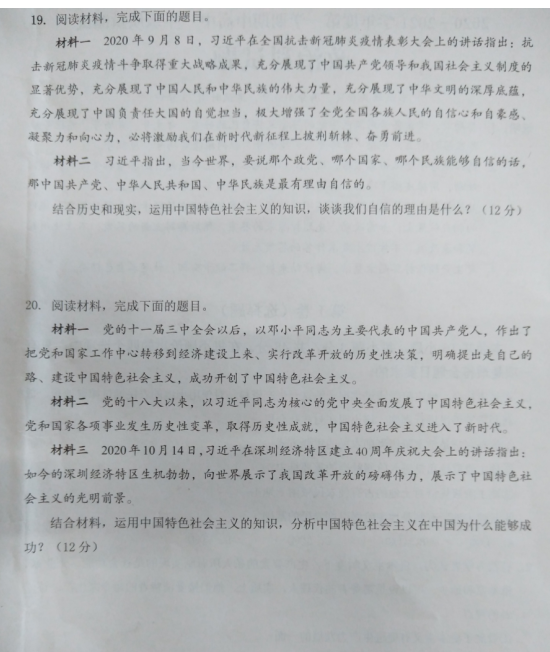 19. 阅读材料，完成下面的题目。
材料一 2020年9月8日，习近平在全国抗击新冠肺炎疫情表彰大会上的讲话指出：抗
击新冠肺炎疫情斗争取得重大战略成果，充分展现了中国共产党领导和我国社会主义制度的
显著优势，充分展现了中国人民和中华民族的伟大力量，充分展现了中华文明的深厚底蕴，
充分展现了中国负责任大国的自觉担当，极大增强了全党全国各族人民的自信心和自豪感、
凝聚力和向心力，必将激励我们在新时代新征程上披荆斩棘、奋勇前进。
材料二 习近平指出，当今世界，要说那个政党、哪个国家、哪个民族能够自信的话，
那中国共产党、中华人民共和国、中华民族是最有理由自信的。
结合历史和现实，运用中国特色社会主义的知识，谈谈我们自信的理由是什么？（12分）
20. 阅读材料，完成下面的题目。
材料一 党的十一届三中全会以后，以邓小平同志为主要代表的中国共产党人，作出了
把党和国家工作中心转移到经济建设上来、实行改革开放的历史性决策，明确提出走自己的
路、建设中国特色社会主义，成功开创了中国特色社会主义。
材料二 党的十八大以来，以习近平同志为核心的党中央全面发展了中国特色社会主义，
党和国家各项事业发生历史性变革，取得历史性成就，中国特色社会主义进入了新时代。
材料三 2020年10月14日，习近平在深圳经济特区建立40周年庆祝大会上的讲话指出：
如今的深圳经济特区生机勃勃，向世界展示了我国改革开放的磅礴伟力，展示了中国特色社
会主义的光明前景。
结合材料，运用中国特色社会主义的知识，分析中国特色社会主义在中国为什么能够成
功？（12分）